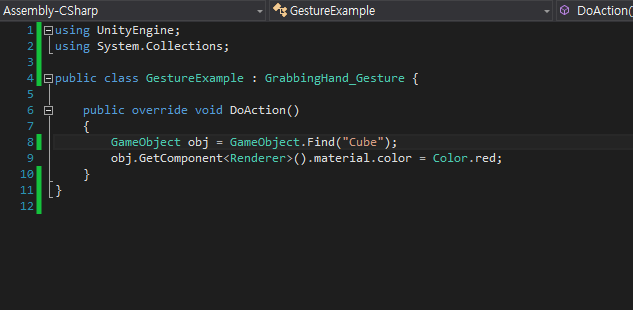 Assembly-CSharp GestureExample DoAction(
1 using UnityEngine;
2 using System.Collections;
3
4 public class GestureExample : GrabbingHand_Gesture {
5
6     public override void DoAction()
7     {
8         GameObject obj = GameObject.Find("Cube");
9         obj.GetComponent<Renderer>().material.color = Color.red;
10     }
11 }
12